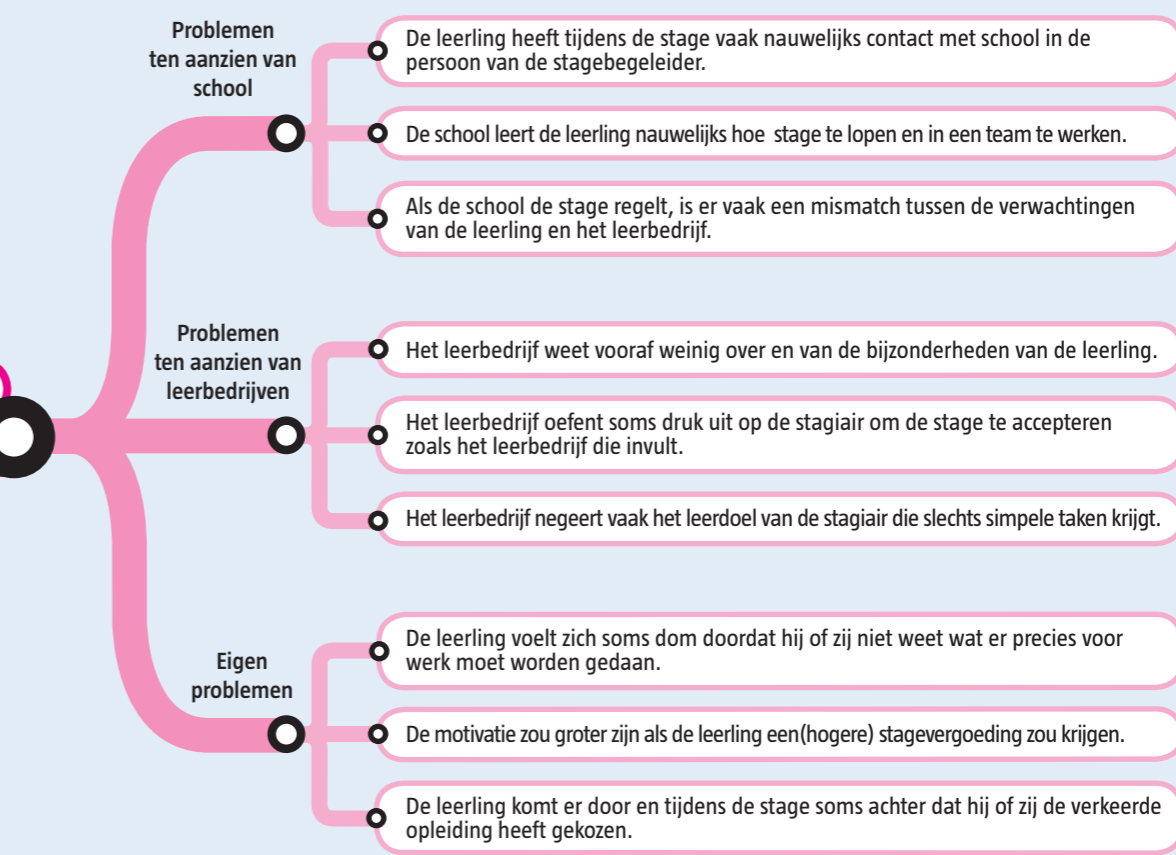 Problemen
ten aanzien van
school
De leerling heeft tijdens de stage vaak nauwelijks contact met school in de
persoon van de stagebegeleider.
De school leert de leerling nauwelijks hoe stage te lopen en in een team te werken.
Als de school de stage regelt, is er vaak een mismatch tussen de verwachtingen
van de leerling en het leerbedrijf.
Problemen
ten aanzien van
leerbedrijven
Het leerbedrijf weet vooraf weinig over en van de bijzonderheden van de leerling.
Het leerbedrijf oefent soms druk uit op de stagiair om de stage te accepteren
zoals het leerbedrijf die invult.
Het leerbedrijf negeert vaak het leerdoel van de stagiair die slechts simpele taken krijgt.
Eigen
problemen
De leerling voelt zich soms dom doordat hij of zij niet weet wat er precies voor
werk moet worden gedaan.
De motivatie zou groter zijn als de leerling een(hogere) stagevergoeding zou krijgen.
De leerling komt er door en tijdens de stage soms achter dat hij of zij de verkeerde
opleiding heeft gekozen.